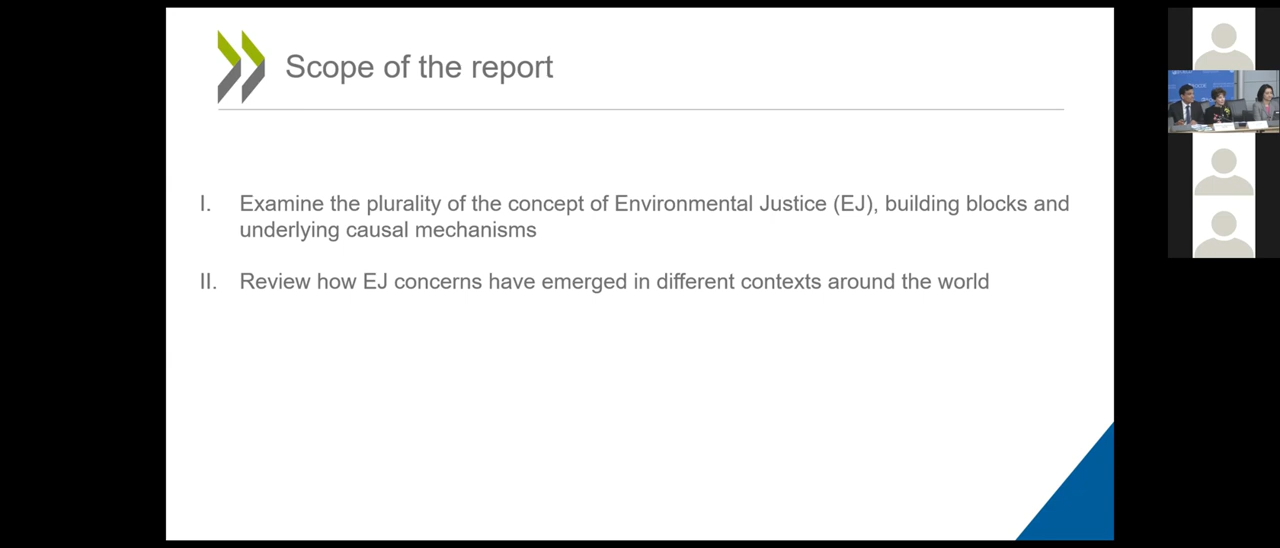 Scope of the report
I. Examine the plurality of the concept of Environmental Justice (EJ), building blocks and
underlying causal mechanisms
II. Review how EJ concerns have emerged in different contexts around the world